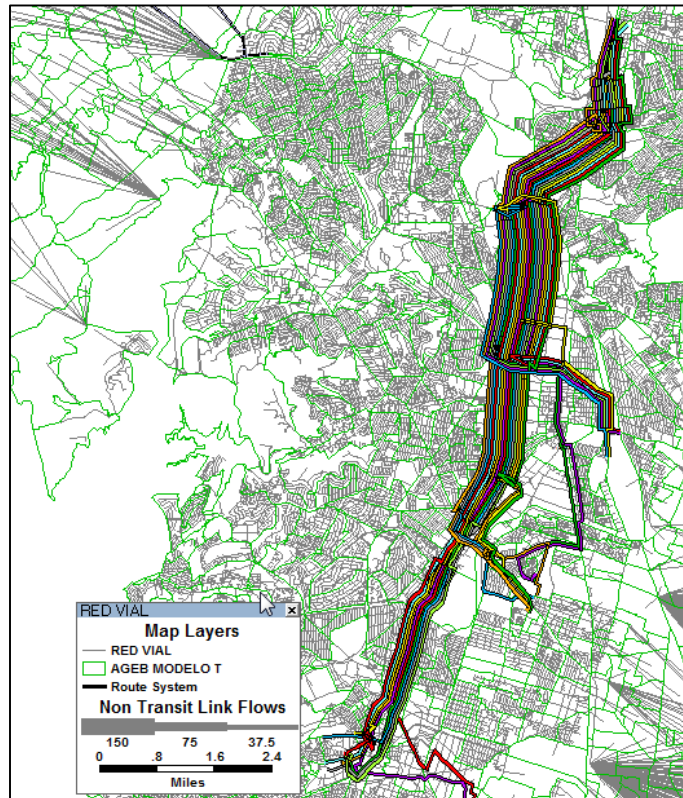 RED VIAL
Map Layers
RED VIAL
AGEB MODELO T
Route System
Non Transit Link Flows
150 75 37.5
0 .8 1.6 2.4
Miles